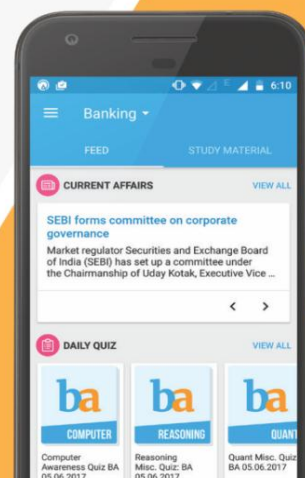 6:10
Banking
FEED
STUDY MATERIAL
CURRENT AFFAIRS
VIEW ALL
SEBI forms committee on corporate
governance
Market regulator Securities and Exchange Board
of India (SEBI) has set up a committee under
the Chairmanship of Uday Kotak, Executive Vice ...
DAILY QUIZ
VIEW ALL
ba
COMPUTER
ba
REASONING
ba
QUANT
Computer
Awareness Quiz BA
05.06.2017
Reasoning
Misc. Quiz: BA
05.06.2017
Quant Misc. Quiz
BA 05.06.2017